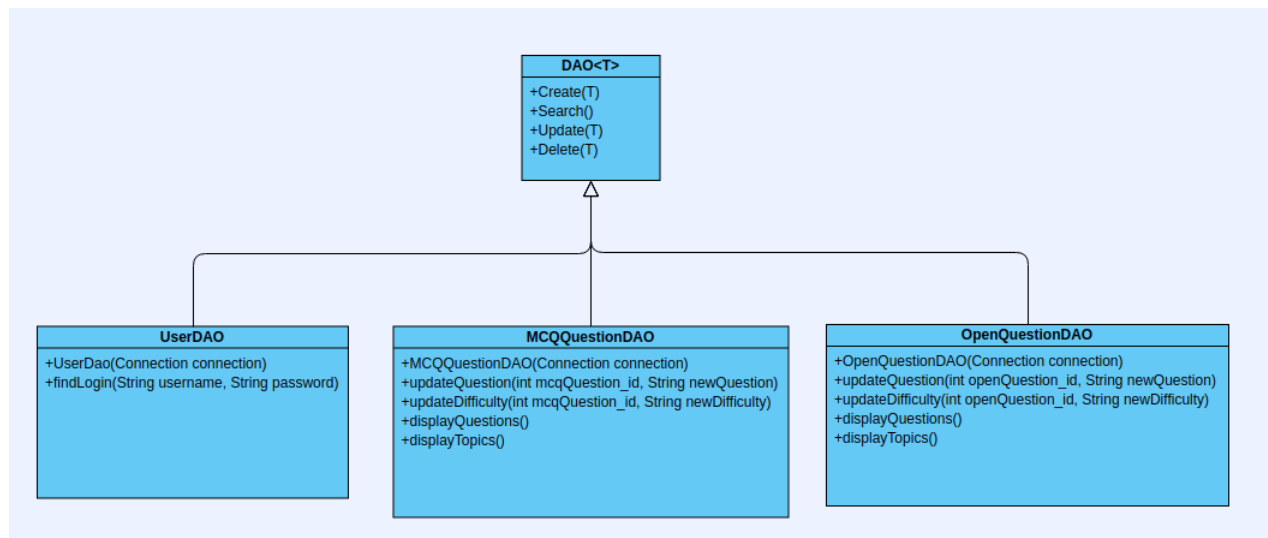 DAO<T>
+Create(T)
+Search()
+Update(T)
+Delete(T)
UserDAO
+UserDao(Connection connection)
+findLogin(String username, String password)
MCQQuestionDAO
+MCQQuestionDAO(Connection connection)
+updateQuestion(int mcqQuestion_id, String newQuestion)
+updateDifficulty(int mcqQuestion_id, String newDifficulty)
+displayQuestions()
+displayTopics()
OpenQuestionDAO
+OpenQuestionDAO(Connection connection)
+updateQuestion(int openQuestion_id, String newQuestion)
+updateDifficulty(int openQuestion_id, String newDifficulty)
+displayQuestions()
+displayTopics()